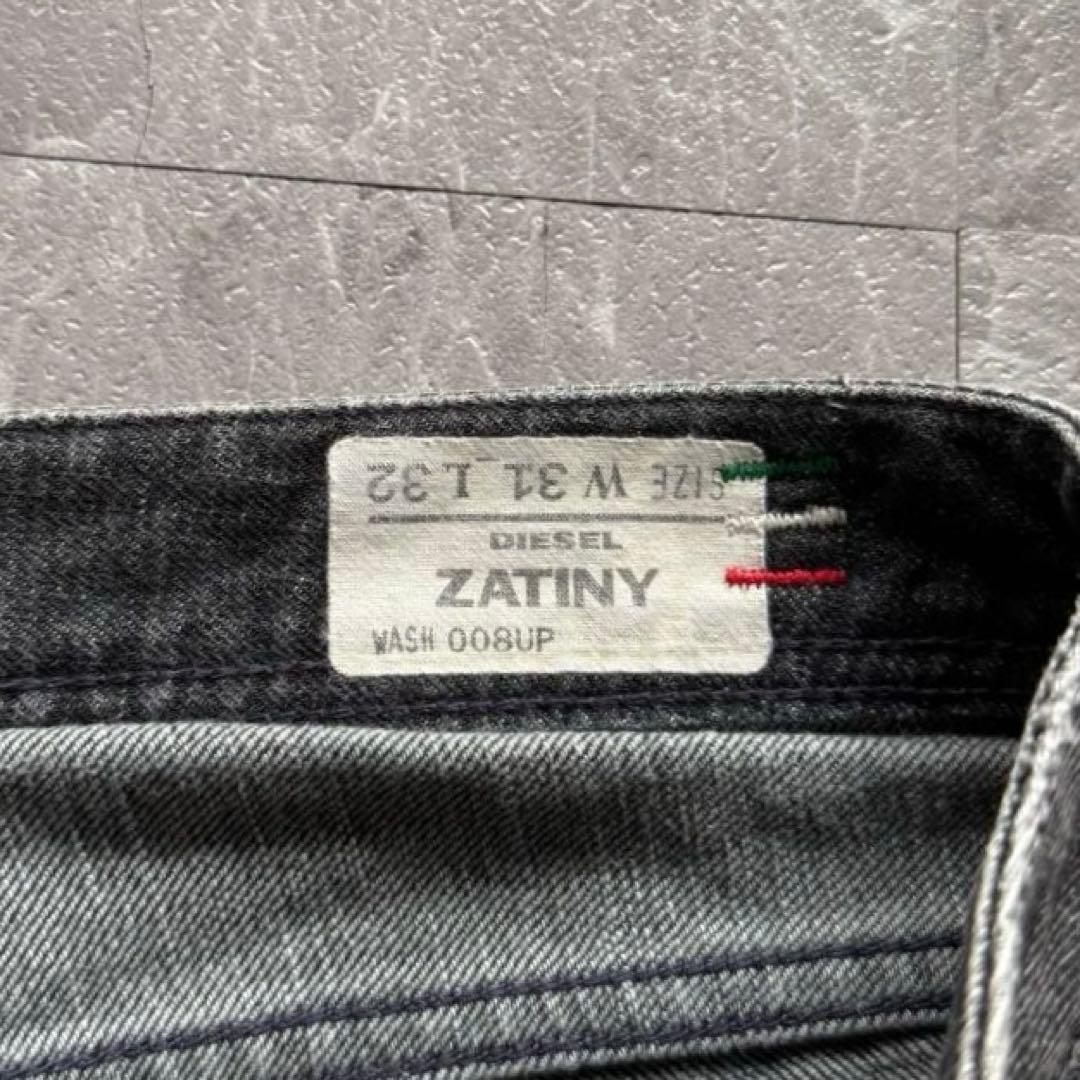 SIZE W 31 L 32
DIESEL
ZATINY
WASH 008UP